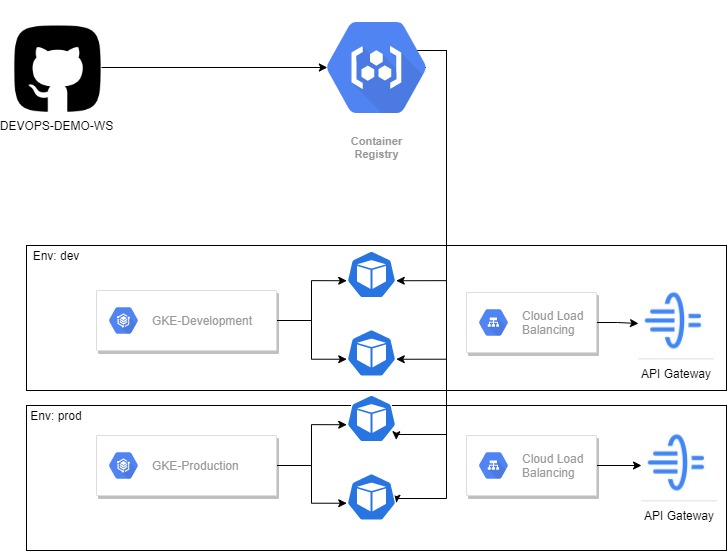 DEVOPS-DEMO-WS
Container
Registry
Env: dev
GKE-Development
Cloud Load
Balancing
API Gateway
Env: prod
GKE-Production
Cloud Load
Balancing
API Gateway